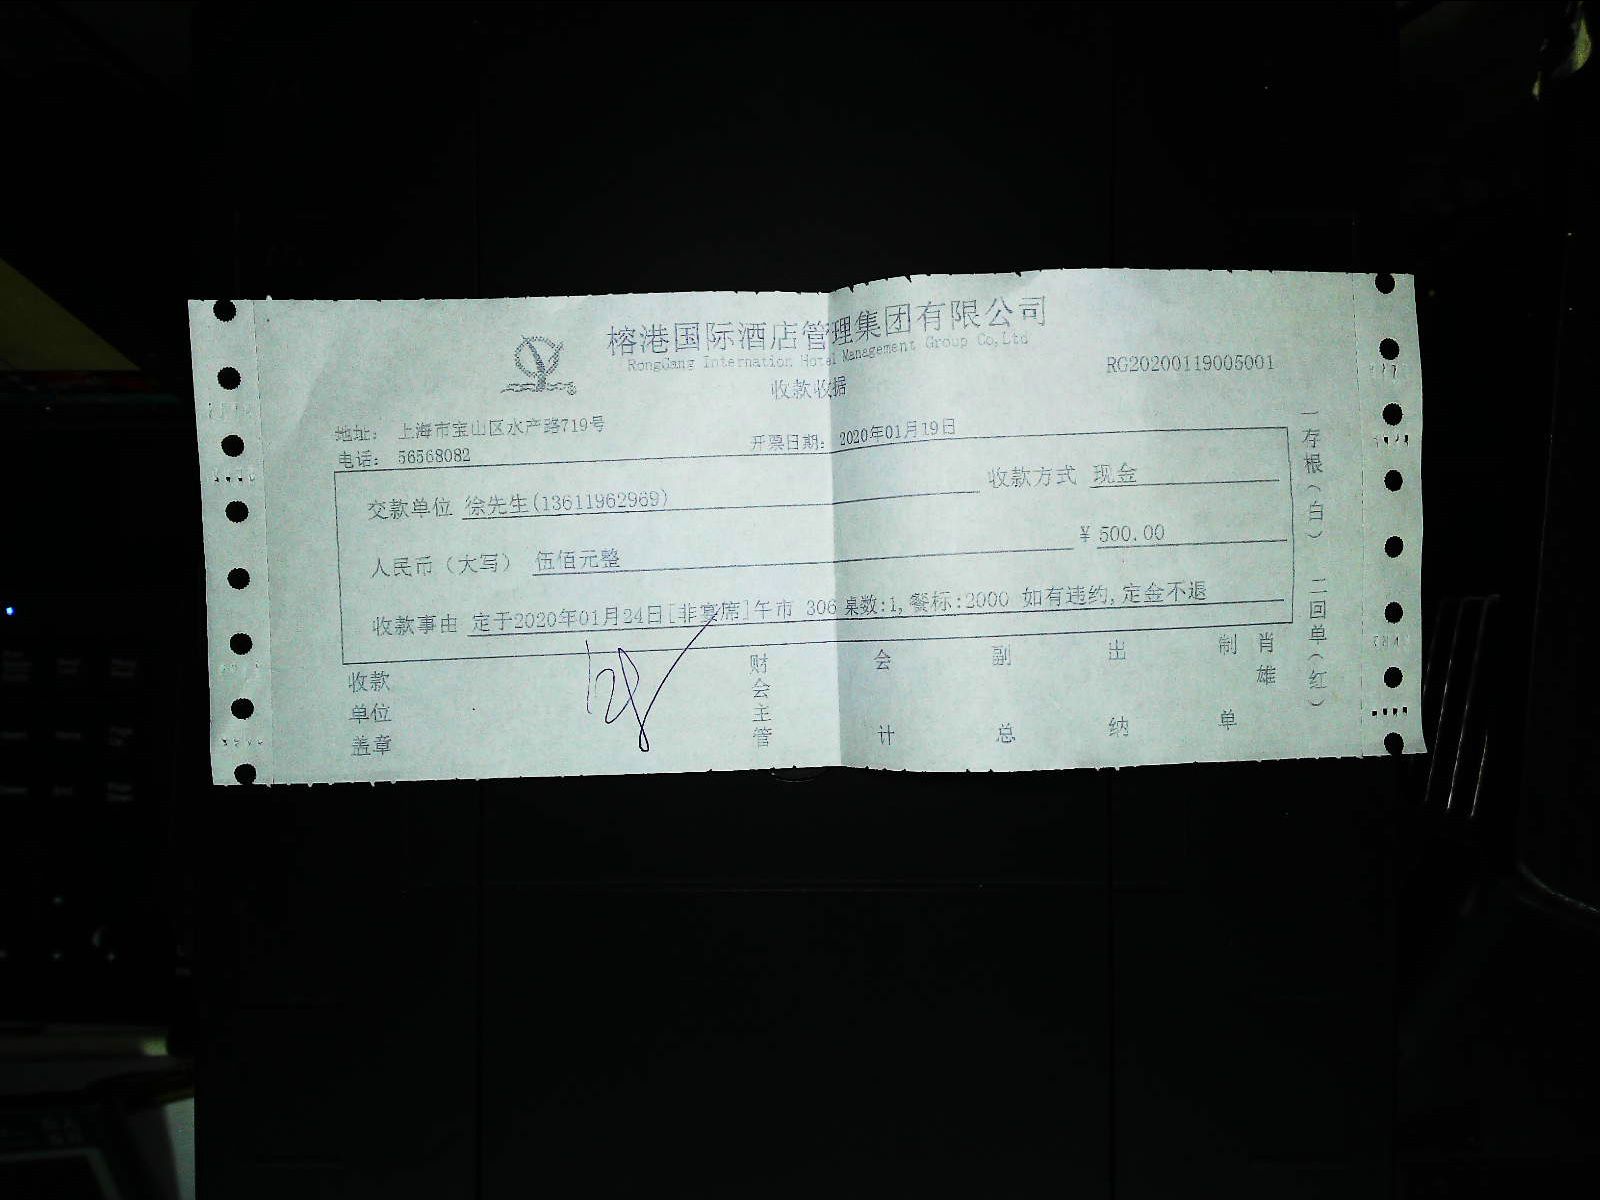 榕港国际酒店管理集团有限公司
RongGang Internation Hotel Management Group Co,Ltd
收款收据
RG20200119005001
地址： 上海市宝山区水产路719号
电话： 56568082
开票日期： 2020年01月19日
交款单位 徐先生(13611962969)
收款方式 现金
人民币（大写） 伍佰元整
¥ 500.00
收款事由 定于2020年01月24日[非宴席]午市 306 桌数:1,餐标:2000 如有违约,定金不退
收款单位盖章
财会主管
会计
副总
出纳
制单
肖雄
一存根(白) 二回单(红)